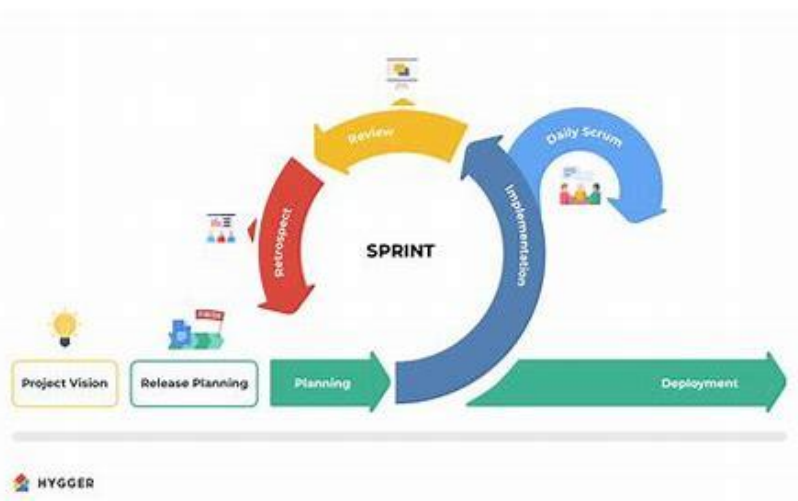 Review
Daily Scrum
Implementation
Retrospect
SPRINT
Project Vision
Release Planning
Planning
Deployment
HYGGER